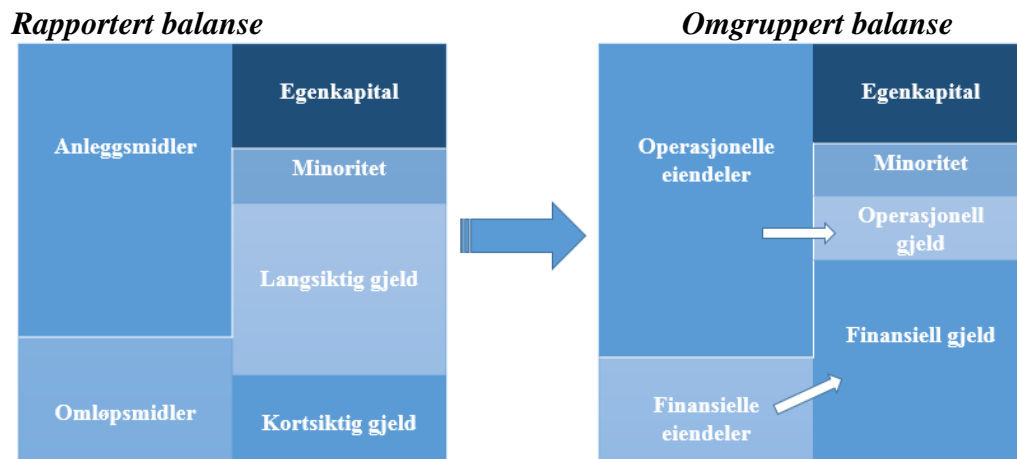 Rapportert balanse
Anleggsmidler
Omløpsmidler
Egenkapital
Minoritet
Langsiktig gjeld
Kortsiktig gjeld
Omgruppert balanse
Operasjonelle
eiendeler
Finansielle
eiendeler
Egenkapital
Minoritet
Operasjonell
gjeld
Finansiell gjeld